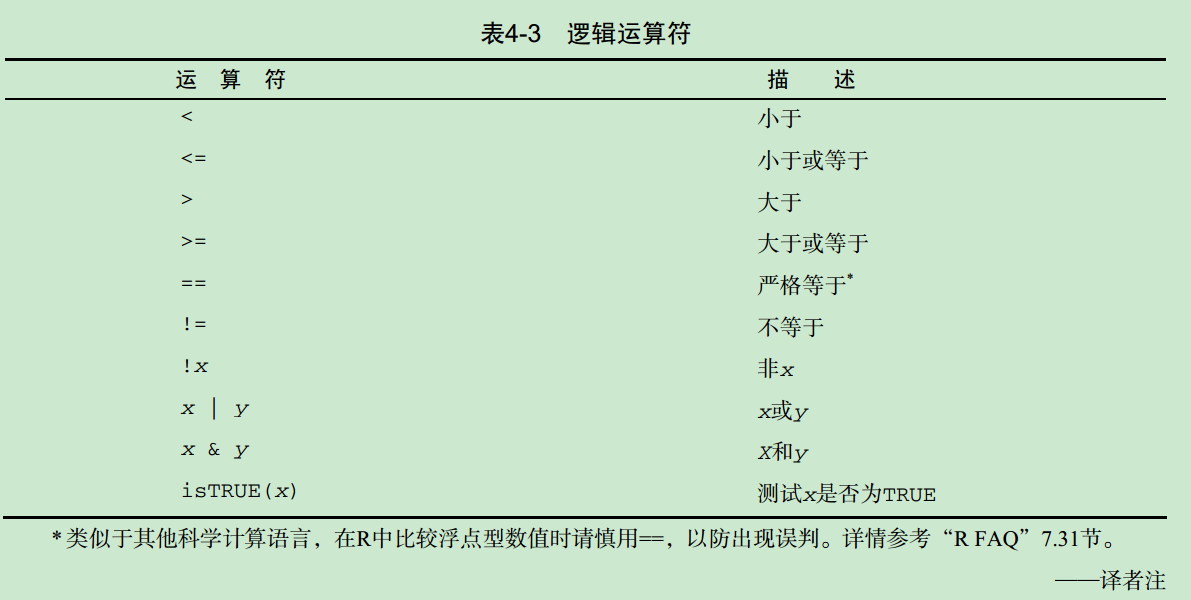 表4-3 逻辑运算符
运算符 描述
< 小于
<= 小于或等于
> 大于
>= 大于或等于
== 严格等于*
!= 不等于
!x 非x
x | y x或y
x & y X和y
isTRUE(x) 测试x是否为TRUE
* 类似于其他科学计算语言，在R中比较浮点型数值时请慎用==，以防出现误判。详情参考“R FAQ”7.31节。
——译者注